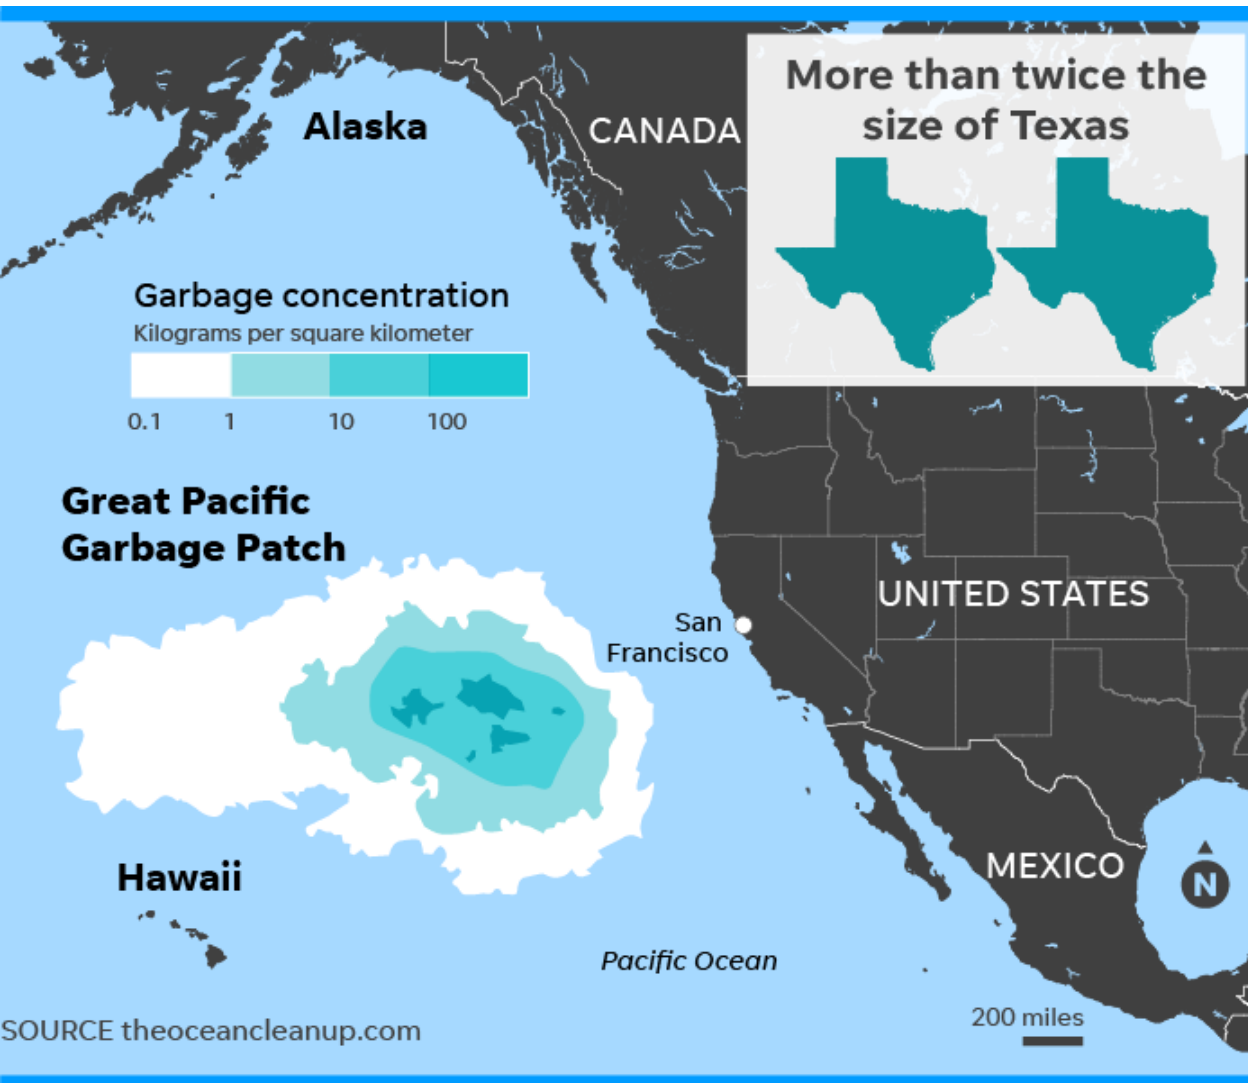 More than twice the
size of Texas
Alaska
CANADA
Garbage concentration
Kilograms per square kilometer
0.1 1 10 100
Great Pacific
Garbage Patch
UNITED STATES
San
Francisco
MEXICO
Hawaii
N
Pacific Ocean
200 miles
SOURCE theoceancleanup.com